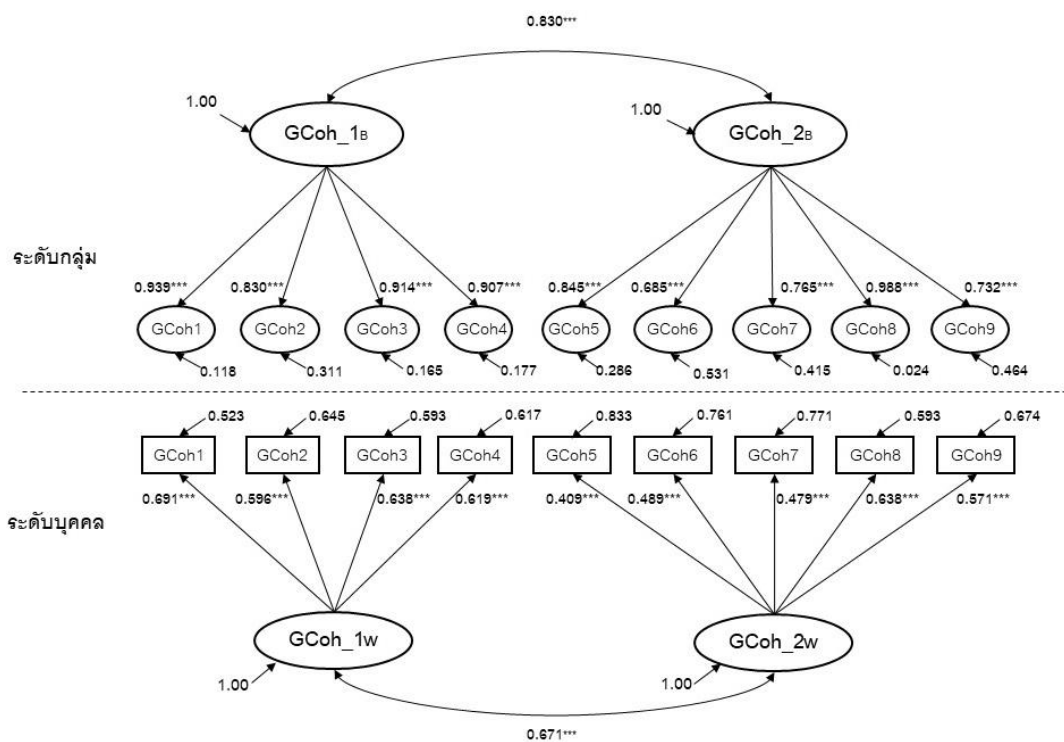 0.830***
1.00
1.00
GCoh_1B
GCoh_2B
ระดับกลุ่ม
0.939*** 0.830*** 0.914*** 0.907*** 0.845*** 0.685*** 0.765*** 0.988*** 0.732***
GCoh1 GCoh2 GCoh3 GCoh4 GCoh5 GCoh6 GCoh7 GCoh8 GCoh9
0.118 0.311 0.165 0.177 0.286 0.531 0.415 0.024 0.464
0.523 0.645 0.593 0.617 0.833 0.761 0.771 0.593 0.674
GCoh1 GCoh2 GCoh3 GCoh4 GCoh5 GCoh6 GCoh7 GCoh8 GCoh9
0.691*** 0.596*** 0.638*** 0.619*** 0.409*** 0.489*** 0.479*** 0.638*** 0.571***
ระดับบุคคล
GCoh_1W
GCoh_2W
1.00
1.00
0.671***